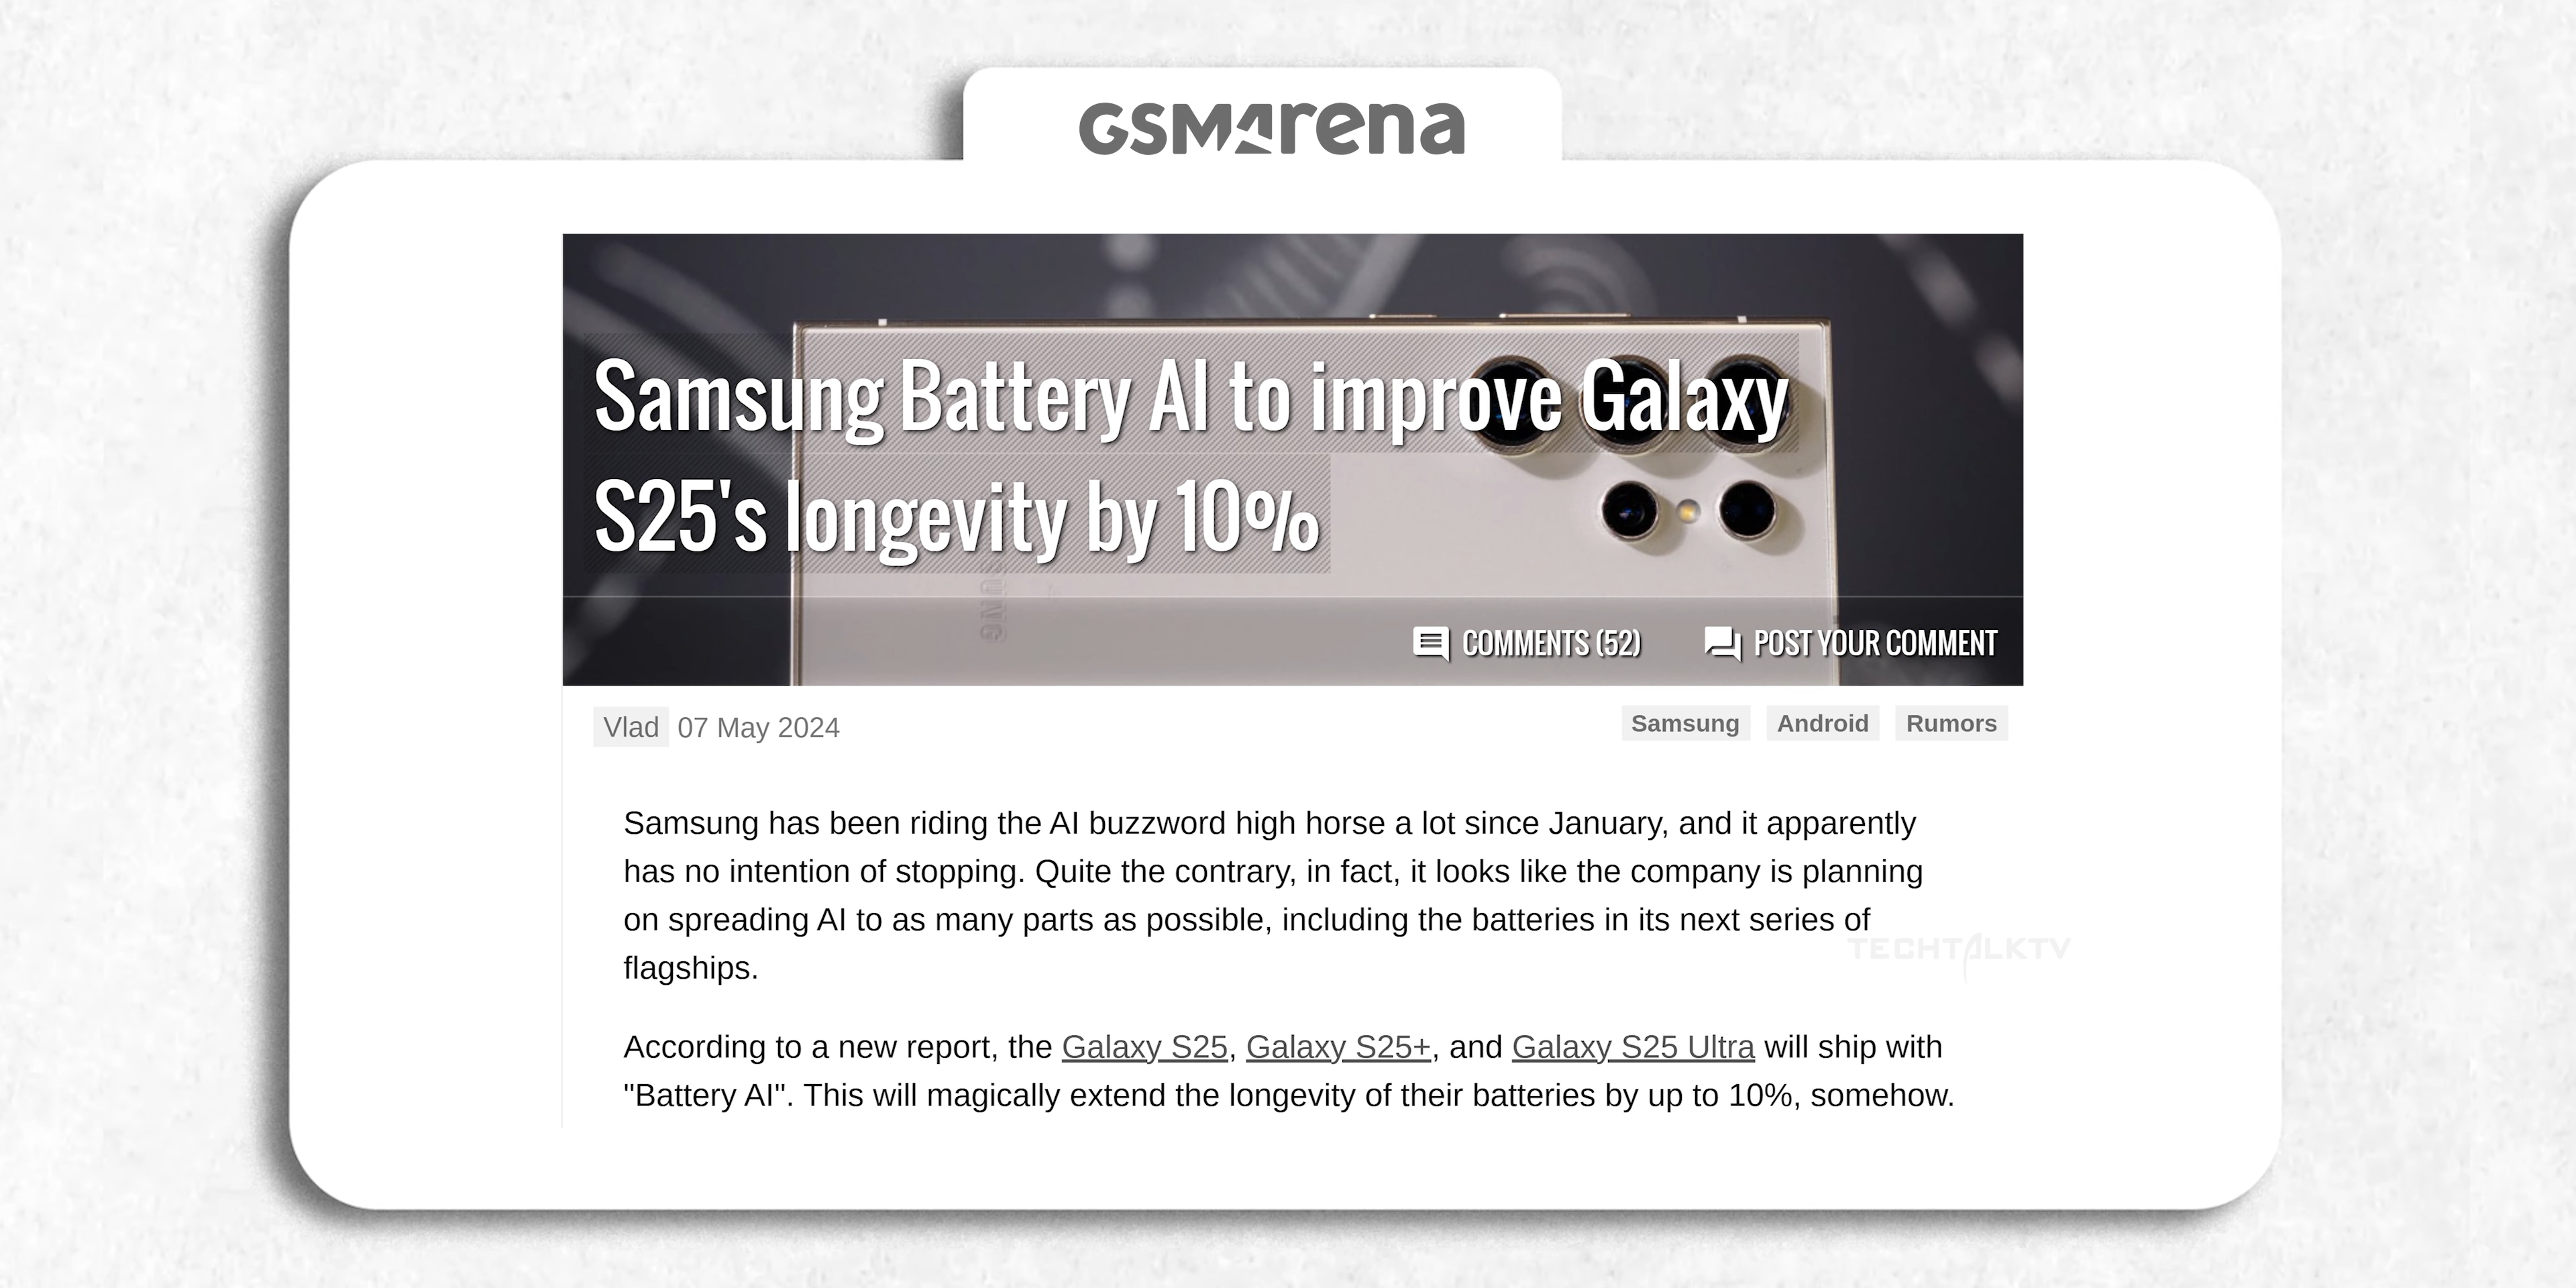 GSMArena
Samsung Battery AI to improve Galaxy
S25's longevity by 10%
COMMENTS (52) POST YOUR COMMENT
Vlad 07 May 2024 Samsung Android Rumors
Samsung has been riding the AI buzzword high horse a lot since January, and it apparently
has no intention of stopping. Quite the contrary, in fact, it looks like the company is planning
on spreading AI to as many parts as possible, including the batteries in its next series of
flagships.
TECHTALKTV
According to a new report, the Galaxy S25, Galaxy S25+, and Galaxy S25 Ultra will ship with
"Battery AI". This will magically extend the longevity of their batteries by up to 10%, somehow.